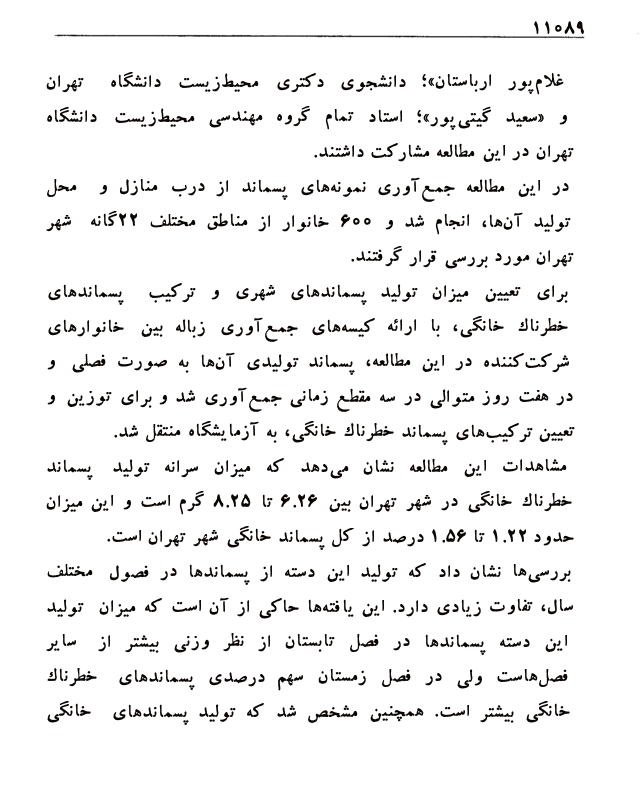 ۱۱۰۸۹
غلام‌پور ارباستان»؛ دانشجوی دکتری محیط‌زیست دانشگاه تهران
و «سعید گیتی‌پور»؛ استاد تمام گروه مهندسی محیط‌زیست دانشگاه
تهران در این مطالعه مشارکت داشتند.
در این مطالعه جمع‌آوری نمونه‌های پسماند از درب منازل و محل
تولید آن‌ها، انجام شد و ۶۰۰ خانوار از مناطق مختلف ۲۲گانه شهر
تهران مورد بررسی قرار گرفتند.
برای تعیین میزان تولید پسماندهای شهری و ترکیب پسماندهای
خطرناك خانگی، با ارائه کیسه‌های جمع‌آوری زباله بین خانوارهای
شرکت‌کننده در این مطالعه، پسماند تولیدی آن‌ها به صورت فصلی و
در هفت روز متوالی در سه مقطع زمانی جمع‌آوری شد و برای توزین و
تعیین ترکیب‌های پسماند خطرناك خانگی، به آزمایشگاه منتقل شد.
مشاهدات این مطالعه نشان می‌دهد که میزان سرانه تولید پسماند
خطرناك خانگی در شهر تهران بین ۶.۲۶ تا ۸.۲۵ گرم است و این میزان
حدود ۱.۲۲ تا ۱.۵۶ درصد از کل پسماند خانگی شهر تهران است.
بررسی‌ها نشان داد که تولید این دسته از پسماندها در فصول مختلف
سال، تفاوت زیادی دارد. این یافته‌ها حاکی از آن است که میزان تولید
این دسته پسماندها در فصل تابستان از نظر وزنی بیشتر از سایر
فصل‌هاست ولی در فصل زمستان سهم درصدی پسماندهای خطرناك
خانگی بیشتر است. همچنین مشخص شد که تولید پسماندهای خانگی